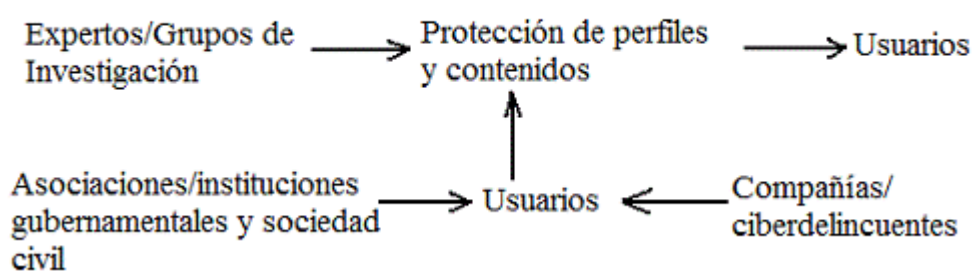 Expertos/Grupos de
Investigación
Protección de perfiles
y contenidos
Usuarios
Asociaciones/instituciones
gubernamentales y sociedad
civil
Usuarios
Compañías/
ciberdelincuentes